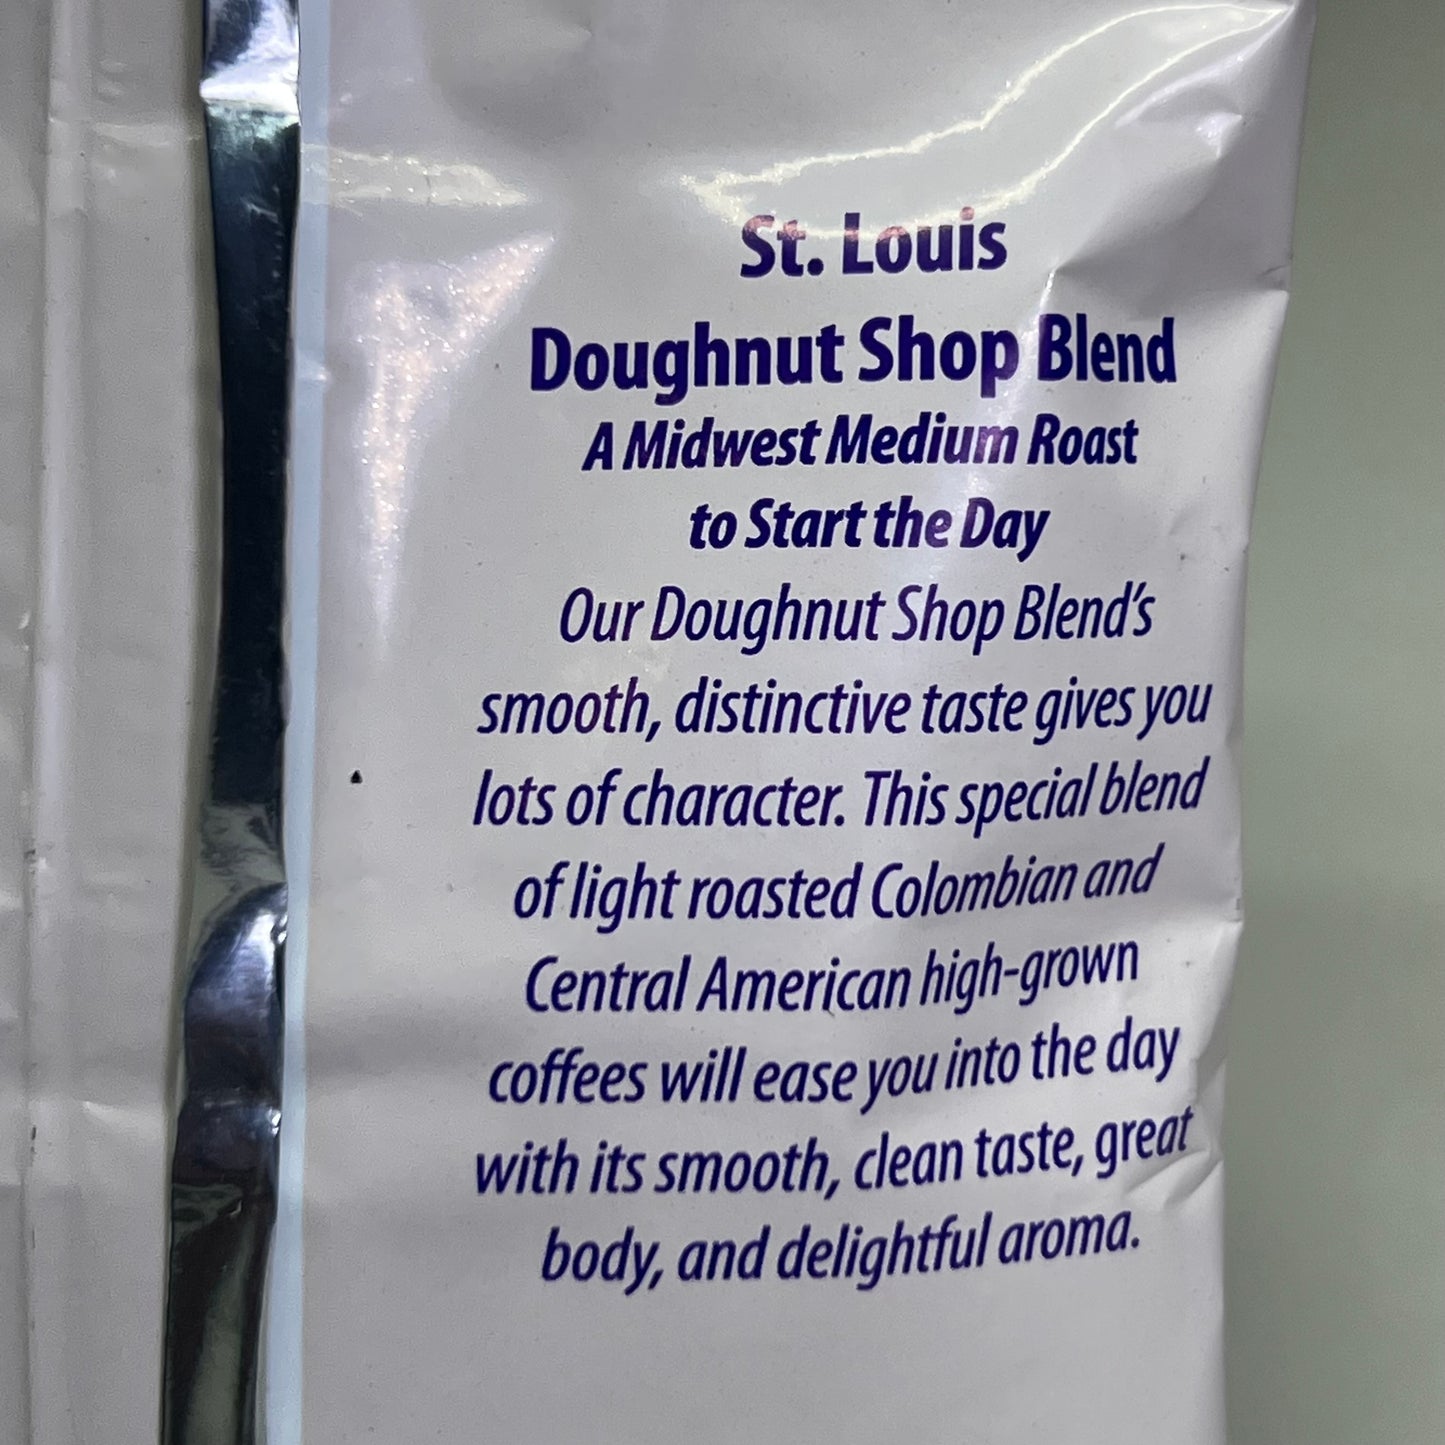 St. Louis
Doughnut Shop Blend
A Midwest Medium Roast
to Start the Day
Our Doughnut Shop Blend’s
smooth, distinctive taste gives you
lots of character. This special blend
of light roasted Colombian and
Central American high-grown
coffees will ease you into the day
with its smooth, clean taste, great
body, and delightful aroma.